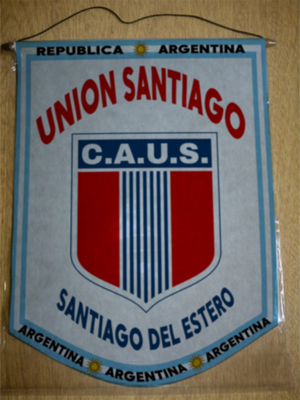 REPUBLICA ARGENTINA
UNION SANTIAGO
C.A.U.S.
SANTIAGO DEL ESTERO
ARGENTINA ARGENTINA ARGENTINA